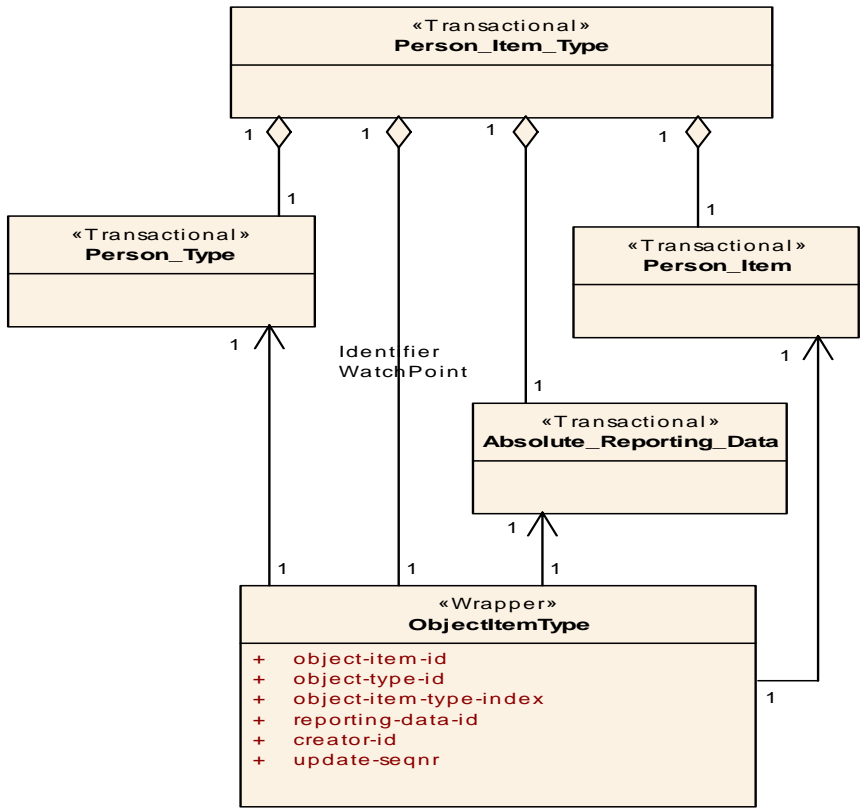 «Transactional»
Person_Item_Type
1
1
1
1
1
1
«Transactional»
Person_Type
«Transactional»
Person_Item
1
Identifier
WatchPoint
1
1
«Transactional»
Absolute_Reporting_Data
1
1
1
1
«Wrapper»
ObjectItemType
+ object-item-id
+ object-type-id
+ object-item-type-index
+ reporting-data-id
+ creator-id
+ update-seqnr
1